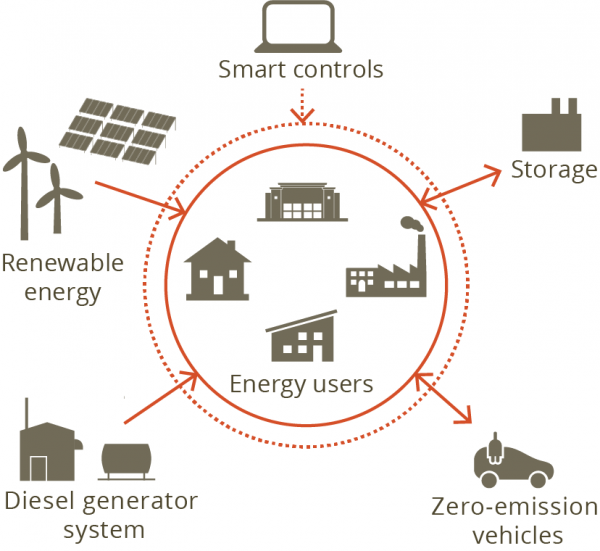 Smart controls
Storage
Renewable
energy
Energy users
Diesel generator
system
Zero-emission
vehicles